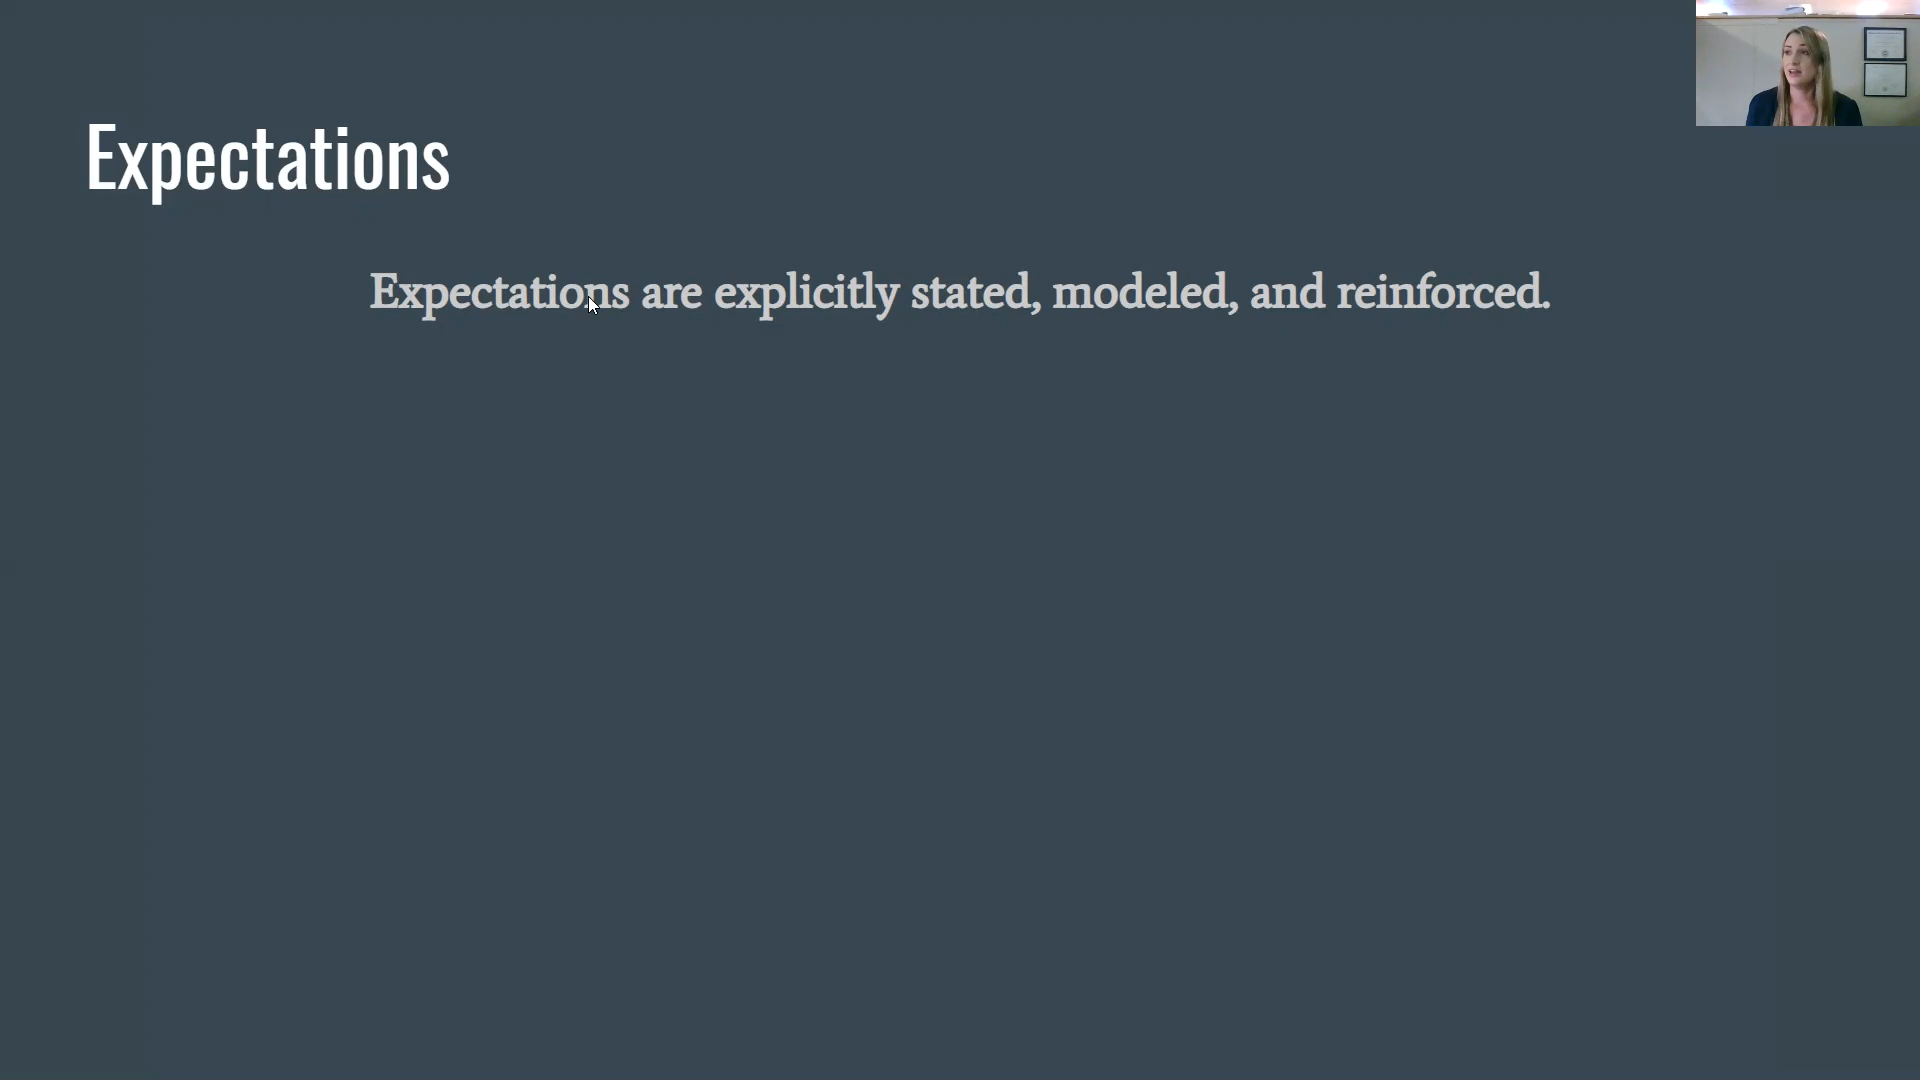 Expectations
Expectations are explicitly stated, modeled, and reinforced.